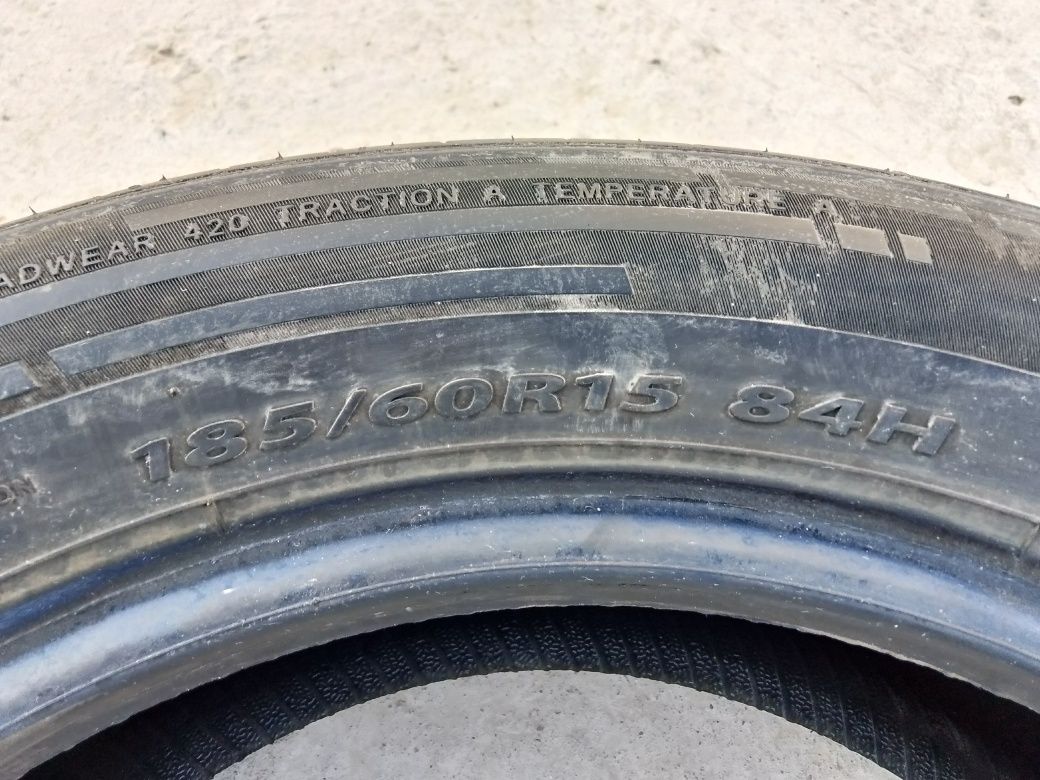 ADWEAR 420 TRACTION A TEMPERATURE A
185/60R15 84H